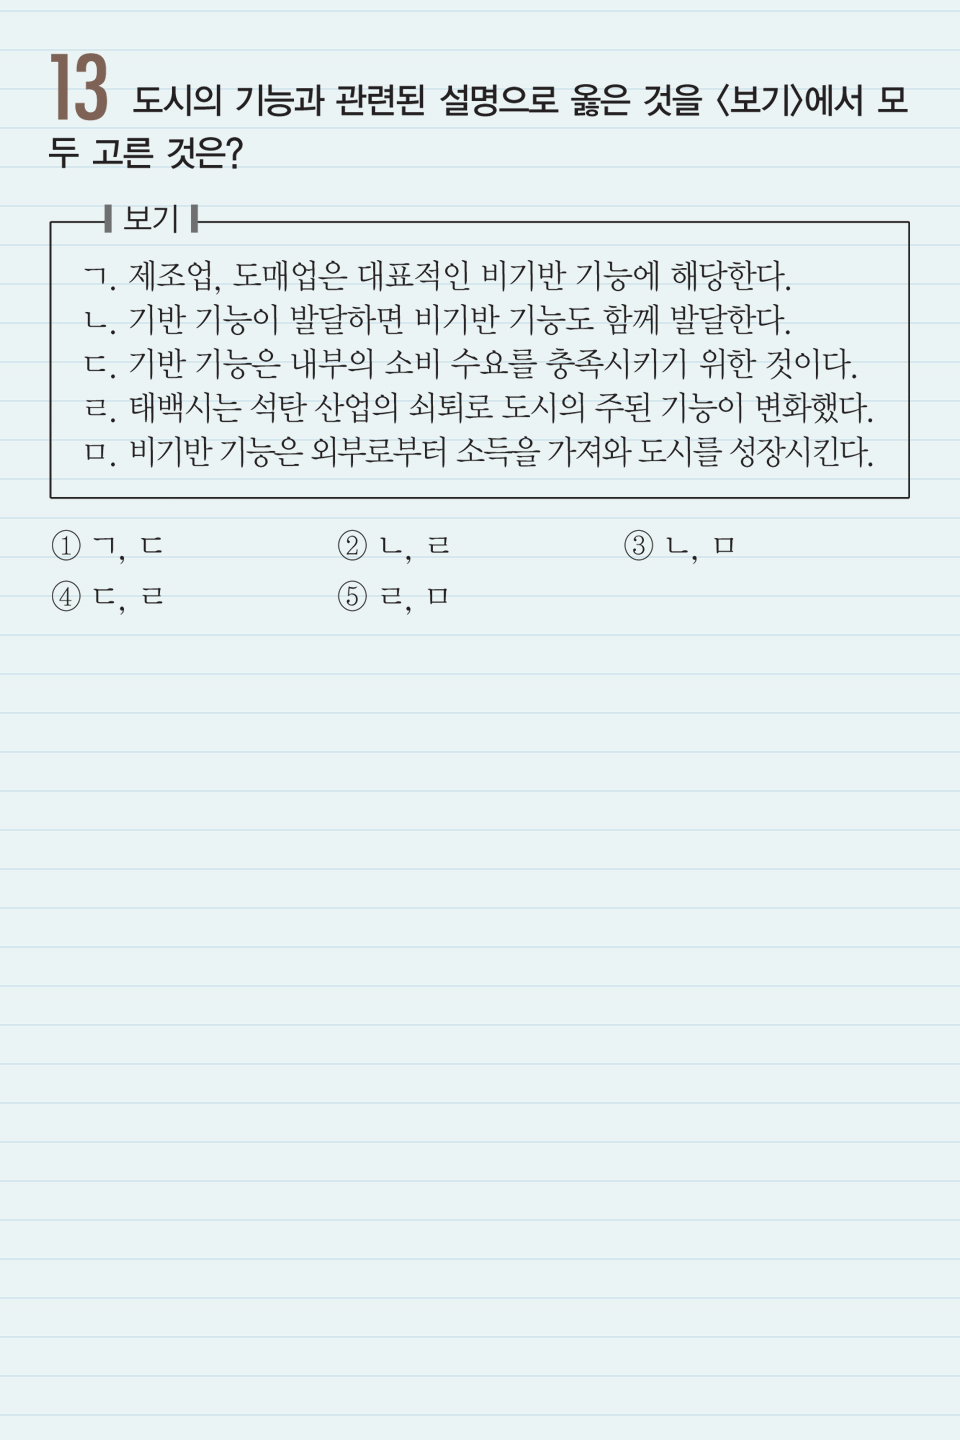 13 도시의 기능과 관련된 설명으로 옳은 것을 〈보기〉에서 모
두 고른 것은?
보기
ㄱ. 제조업, 도매업은 대표적인 비기반 기능에 해당한다.
ㄴ. 기반 기능이 발달하면 비기반 기능도 함께 발달한다.
ㄷ. 기반 기능은 내부의 소비 수요를 충족시키기 위한 것이다.
ㄹ. 태백시는 석탄 산업의 쇠퇴로 도시의 주된 기능이 변화했다.
ㅁ. 비기반 기능은 외부로부터 소득을 가져와 도시를 성장시킨다.
① ㄱ, ㄷ ② ㄴ, ㄹ ③ ㄴ, ㅁ
④ ㄷ, ㄹ ⑤ ㄹ, ㅁ